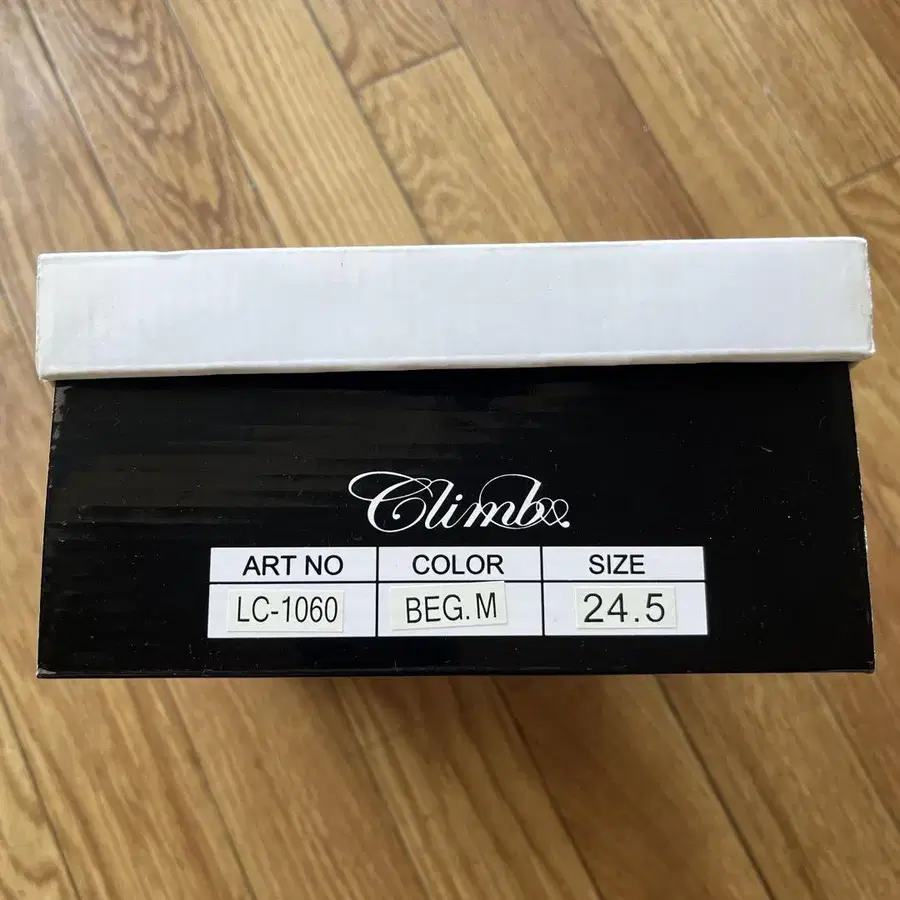 Climb
ART NO COLOR SIZE
LC-1060 BEG.M 24.5